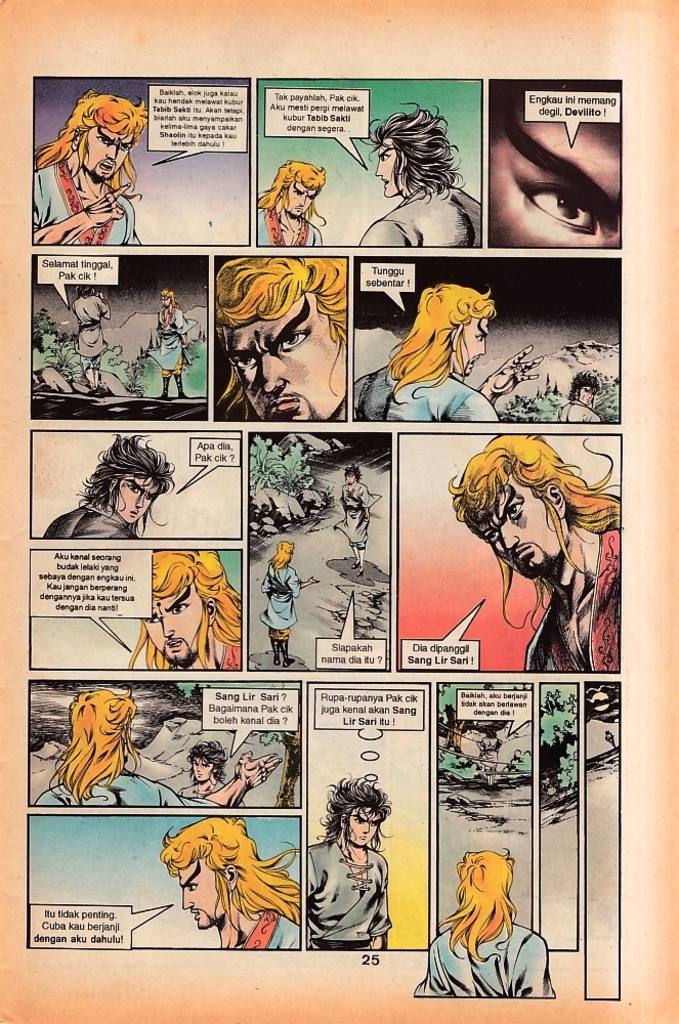 Baiklah, elok juga kalau
kau hendak melawat kubur
Tabib Sakti itu. Akan tetapi,
biarlah aku menyampaikan
kelima-lima gaya cakar
Shaolin itu kepada kau
terlebih dahulu !
Tak payahlah, Pak cik.
Aku mesti pergi melawat
kubur Tabib Sakti
dengan segera. .
Engkau ini memang
degil, Devilito !
Selamat tinggal,
Pak cik !
Tunggu
sebentar !
Apa dia,
Pak cik ?
Aku kenal seorang
budak lelaki yang
sebaya dengan engkau ini.
Kau jangan berperang
dengannya jika kau tersua
dengan dia nanti!
Siapakah
nama dia itu ?
Dia dipanggil
Sang Lir Sari !
Sang Lir Sari ?
Bagaimana Pak cik
boleh kenal dia ?
Itu tidak penting.
Cuba kau berjanji
dengan aku dahulu!
Rupa-rupanya Pak cik
juga kenal akan Sang
Lir Sari itu !
Baiklah, aku berjanji
tidak akan berlawan
dengan dia !
25